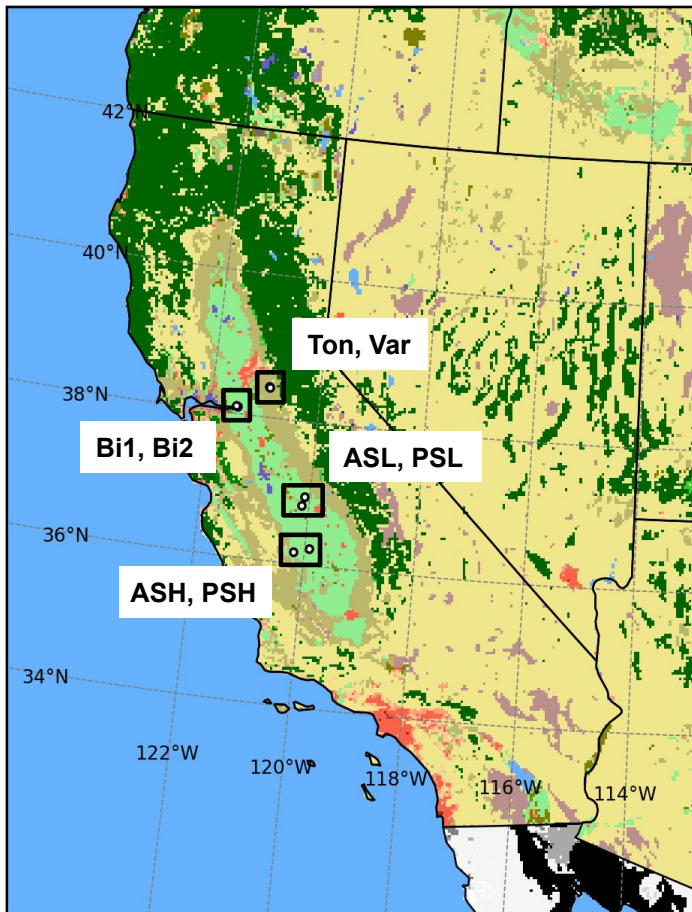 42°N
40°N
Ton, Var
38°N
Bi1, Bi2
ASL, PSL
36°N
ASH, PSH
34°N
122°W
120°W
118°W
116°W
114°W